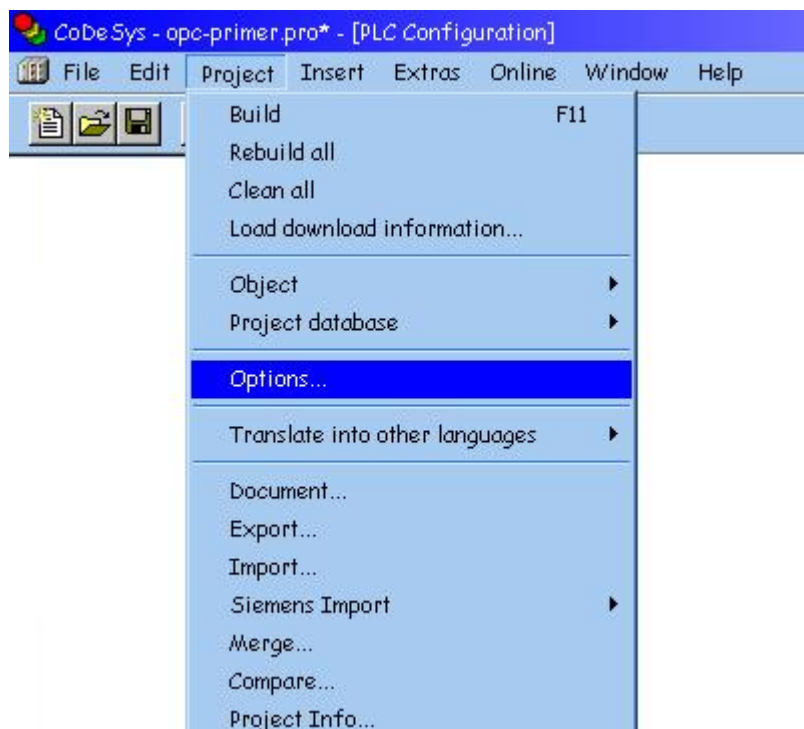 CoDeSys - opc-primer.pro* - [PLC Configuration]
File Edit Project Insert Extras Online Window Help
Build F11
Rebuild all
Clean all
Load download information...
Object
Project database
Options...
Translate into other languages
Document...
Export...
Import...
Siemens Import
Merge...
Compare...
Project Info...